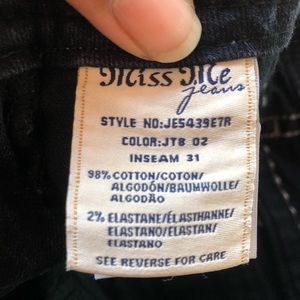 Miss Me
jeans
STYLE NO:JE5439E7R
COLOR:JTB 02
INSEAM 31
98% COTTON/COTON/
ALGODÓN/BAUMWOLLE/
ALGODÃO
2% ELASTANE/ÉLASTHANNE/
ELASTANO/ELASTAN/
ELASTANO
SEE REVERSE FOR CARE